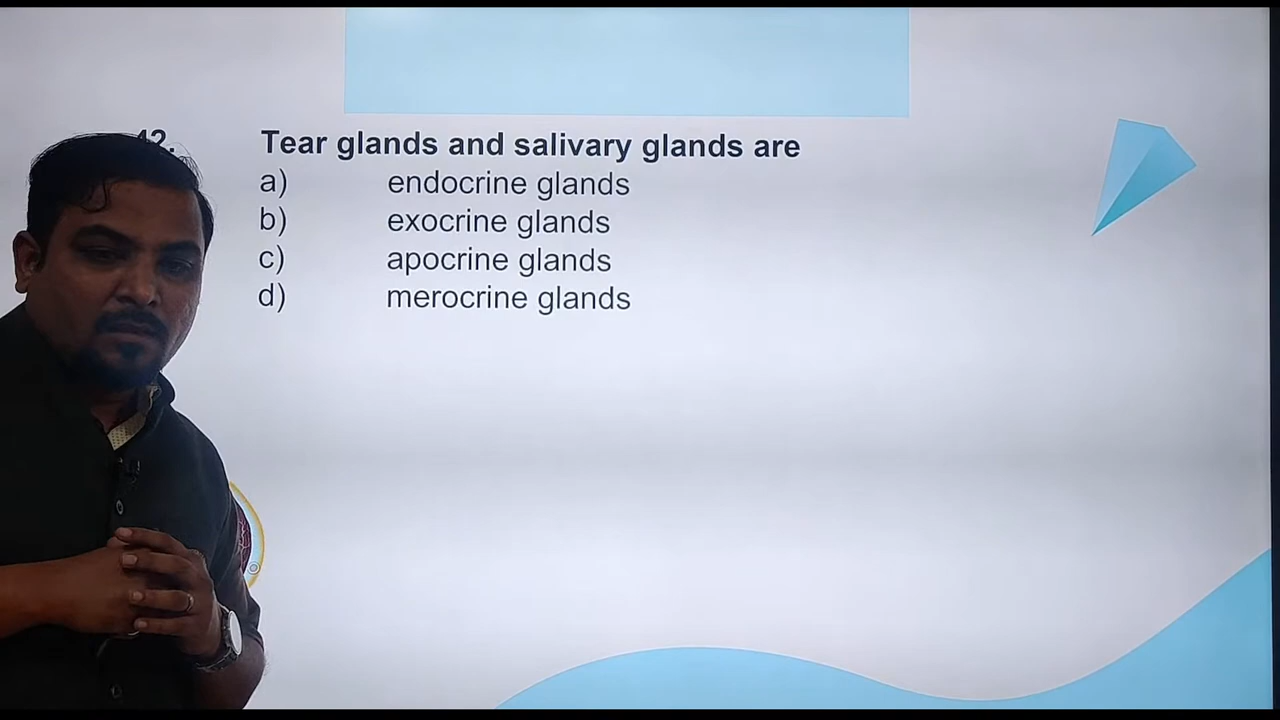 42. Tear glands and salivary glands are
a) endocrine glands
b) exocrine glands
c) apocrine glands
d) merocrine glands